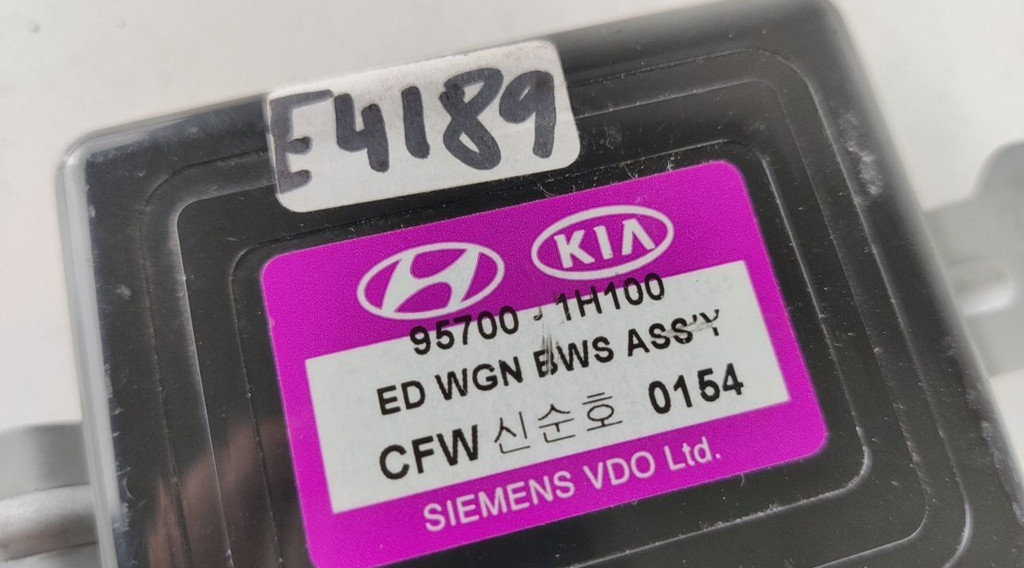 E4189
KIA
95700 - 1H100
ED WGN BWS ASS'Y
CFW 신순호 0154
SIEMENS VDO Ltd.